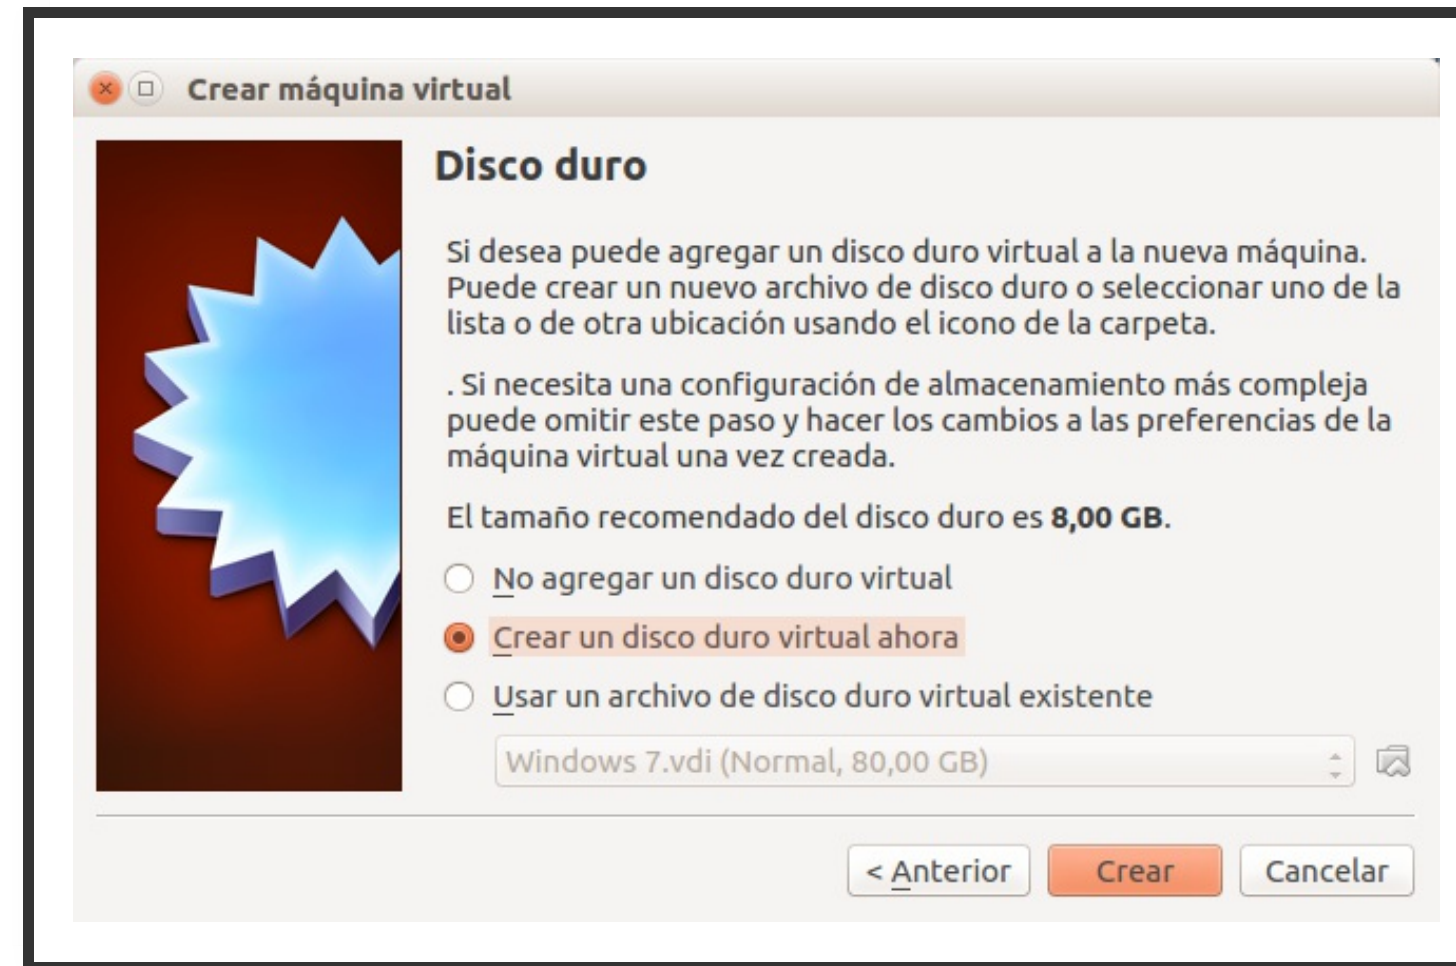 Crear máquina virtual
Disco duro
Si desea puede agregar un disco duro virtual a la nueva máquina.
Puede crear un nuevo archivo de disco duro o seleccionar uno de la
lista o de otra ubicación usando el icono de la carpeta.
. Si necesita una configuración de almacenamiento más compleja
puede omitir este paso y hacer los cambios a las preferencias de la
máquina virtual una vez creada.
El tamaño recomendado del disco duro es 8,00 GB.
No agregar un disco duro virtual
Crear un disco duro virtual ahora
Usar un archivo de disco duro virtual existente
Windows 7.vdi (Normal, 80,00 GB)
< Anterior Crear Cancelar